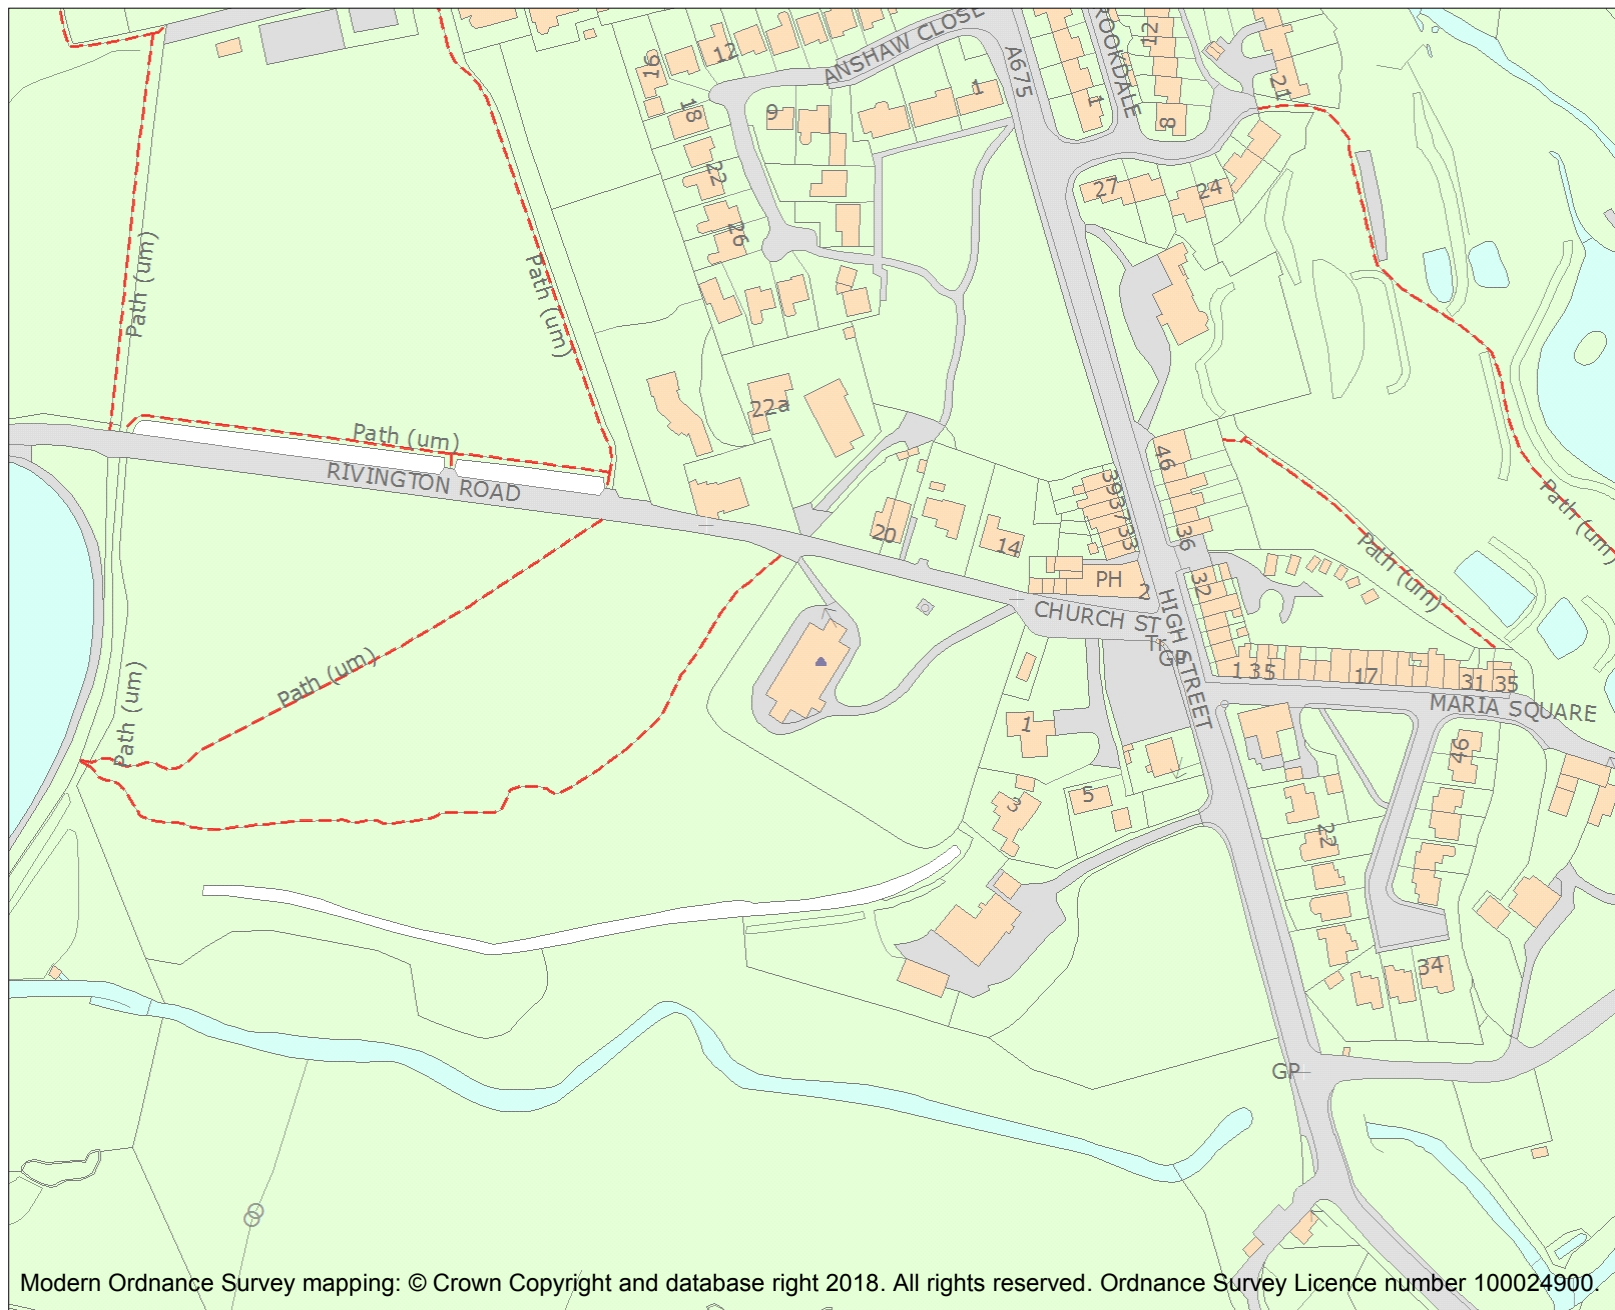 ANSHAW CLOSE
A675
ROOKDALE
12
21
1
8
16
12
18
9
1
22
26
27
24
Path (um)
Path (um)
22a
Path (um)
RIVINGTON ROAD
46
393733
36
20
14
PH
2
32
CHURCH ST
HIGH STREET
Tr
GP
Path (um)
Path (um)
1 3 5
17
31 35
MARIA SQUARE
Path (um)
Path (um)
1
46
3
5
22
34
GP
Modern Ordnance Survey mapping: © Crown Copyright and database right 2018. All rights reserved. Ordnance Survey Licence number 100024900.